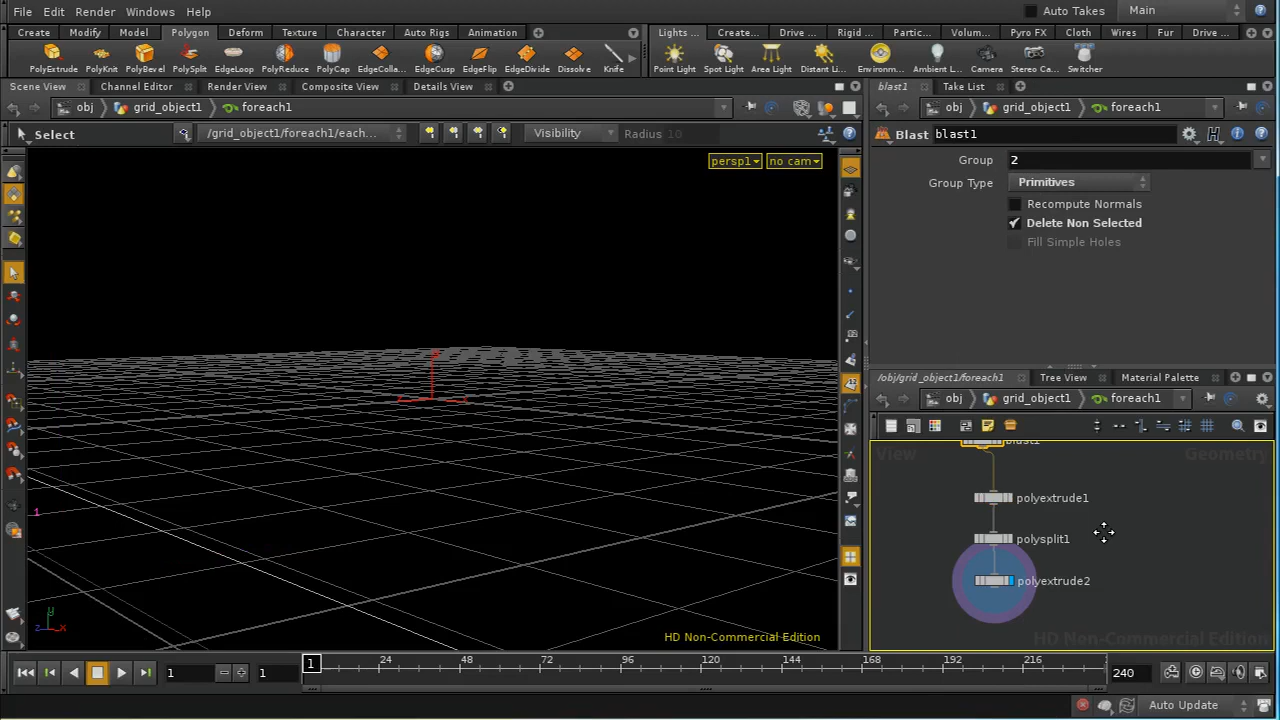 File Edit Render Windows Help Auto Takes Main
Create Modify Model Polygon Deform Texture Character Auto Rigs Animation Lights ... Create... Drive ... Rigid ... Partic... Volum... Pyro FX Cloth Wires Fur Drive ...
PolyExtrude PolyKnit PolyBevel PolySplit EdgeLoop PolyReduce PolyCap EdgeColla... EdgeCusp EdgeFlip EdgeDivide Dissolve Knife Point Light Spot Light Area Light Distant Li... Environm... Ambient L... Camera Stereo Ca... Switcher
Scene View Channel Editor Render View Composite View Details View blast1 Take List
obj grid_object1 foreach1 obj grid_object1 foreach1
Select /grid_object1/foreach1/each... Visibility Radius 10 Blast blast1
persp1 no cam Group 2
Group Type Primitives
Recompute Normals
Delete Non Selected
Fill Simple Holes
/obj/grid_object1/foreach1 Tree View Material Palette
obj grid_object1 foreach1
View Geometry
blast1
polyextrude1
1
polysplit1
polyextrude2
y
z x
HD Non-Commercial Edition HD Non-Commercial Edition
1 1 1 24 48 72 96 120 144 168 192 216 240
Auto Update